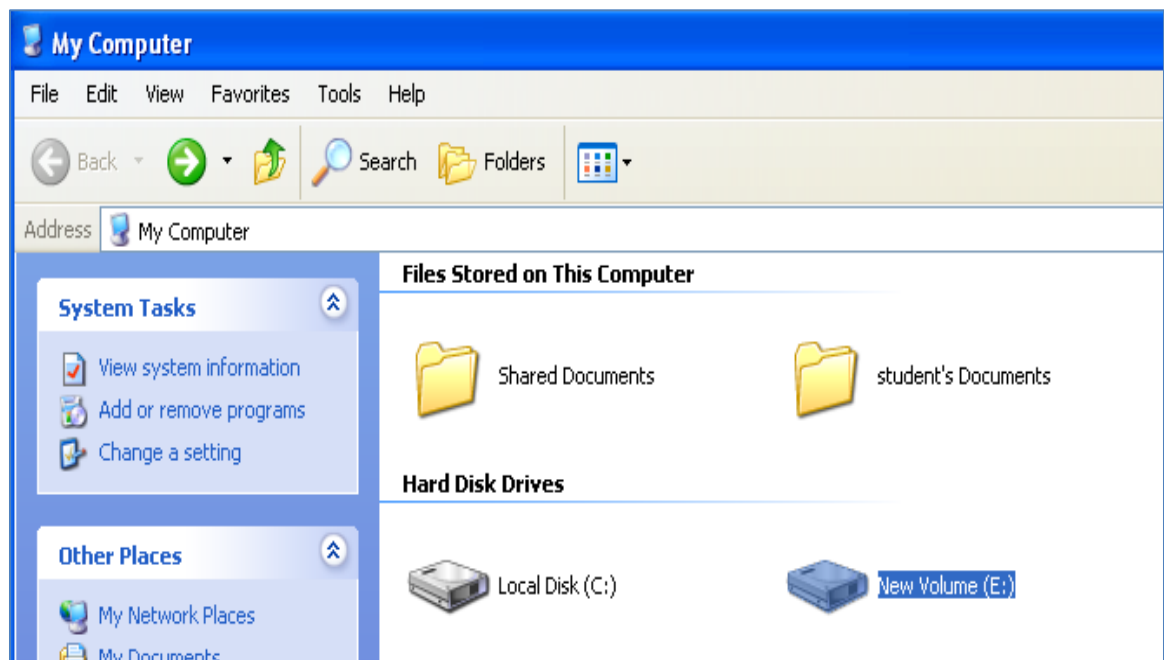 My Computer
File Edit View Favorites Tools Help
Back Search Folders
Address My Computer
System Tasks
View system information
Add or remove programs
Change a setting
Other Places
My Network Places
My Documents
Files Stored on This Computer
Shared Documents student's Documents
Hard Disk Drives
Local Disk (C:) New Volume (E:)